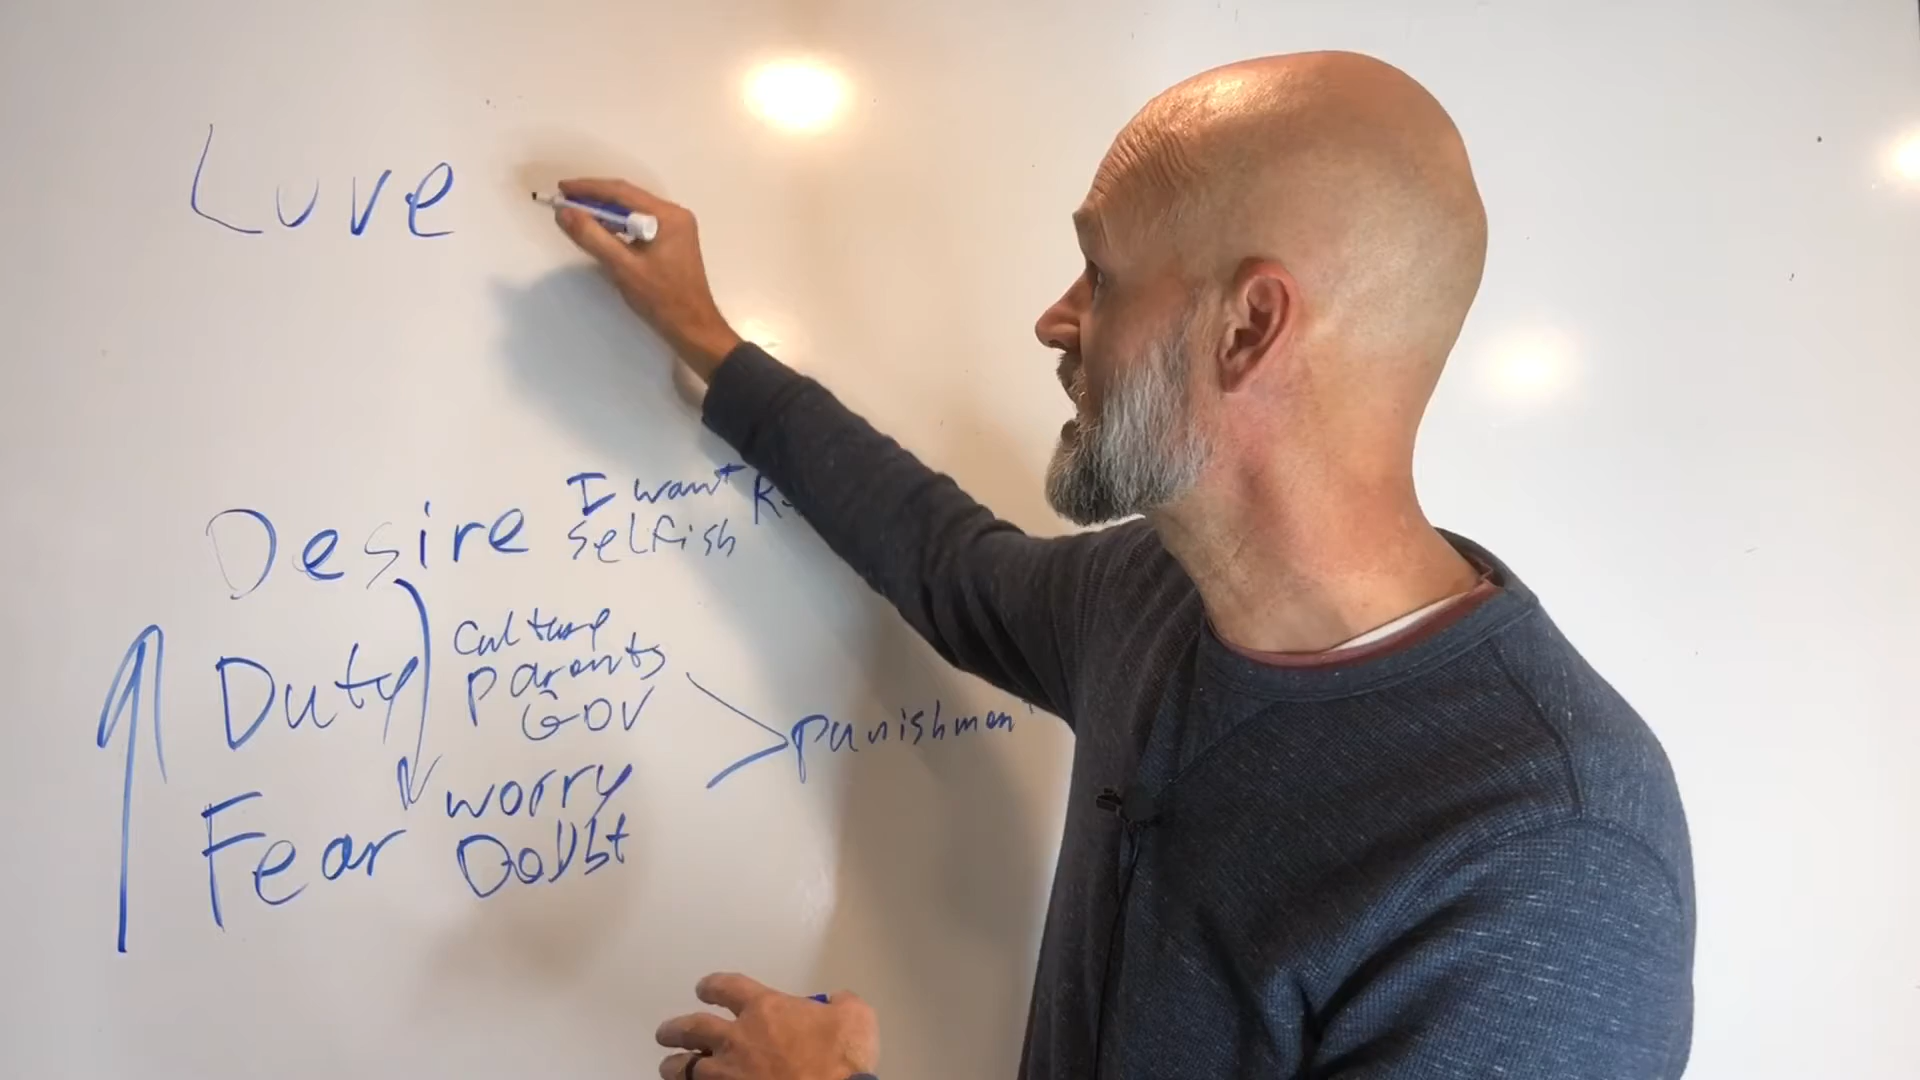 Love
Desire I want
selfish
Duty Culture
parents
GOV
punishment
Fear worry
Doubt